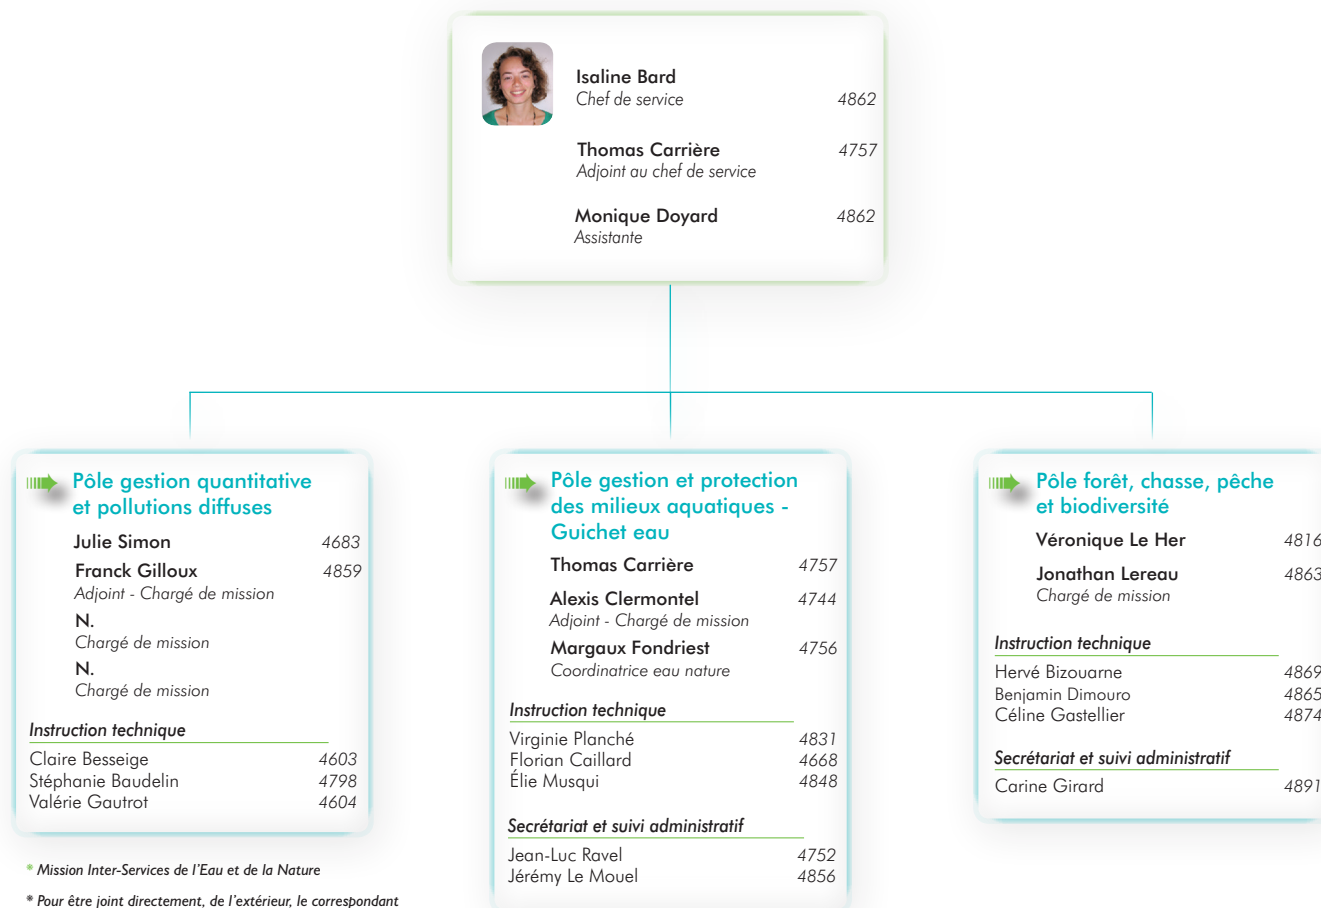 Isaline Bard
Chef de service 4862
Thomas Carrière 4757
Adjoint au chef de service
Monique Doyard 4862
Assistante
Pôle gestion quantitative
et pollutions diffuses
Julie Simon 4683
Franck Gilloux 4859
Adjoint - Chargé de mission
N.
Chargé de mission
N.
Chargé de mission
Instruction technique
Claire Besseige 4603
Stéphanie Baudelin 4798
Valérie Gautrot 4604
Pôle gestion et protection
des milieux aquatiques -
Guichet eau
Thomas Carrière 4757
Alexis Clermontel 4744
Adjoint - Chargé de mission
Margaux Fondriest 4756
Coordinatrice eau nature
Instruction technique
Virginie Planché 4831
Florian Caillard 4668
Élie Musqui 4848
Secrétariat et suivi administratif
Jean-Luc Ravel 4752
Jérémy Le Mouel 4856
Pôle forêt, chasse, pêche
et biodiversité
Véronique Le Her 4816
Jonathan Lereau 4863
Chargé de mission
Instruction technique
Hervé Bizouarne 4869
Benjamin Dimouro 4865
Céline Gastellier 4874
Secrétariat et suivi administratif
Carine Girard 4891
* Mission Inter-Services de l'Eau et de la Nature
* Pour être joint directement, de l'extérieur, le correspondant